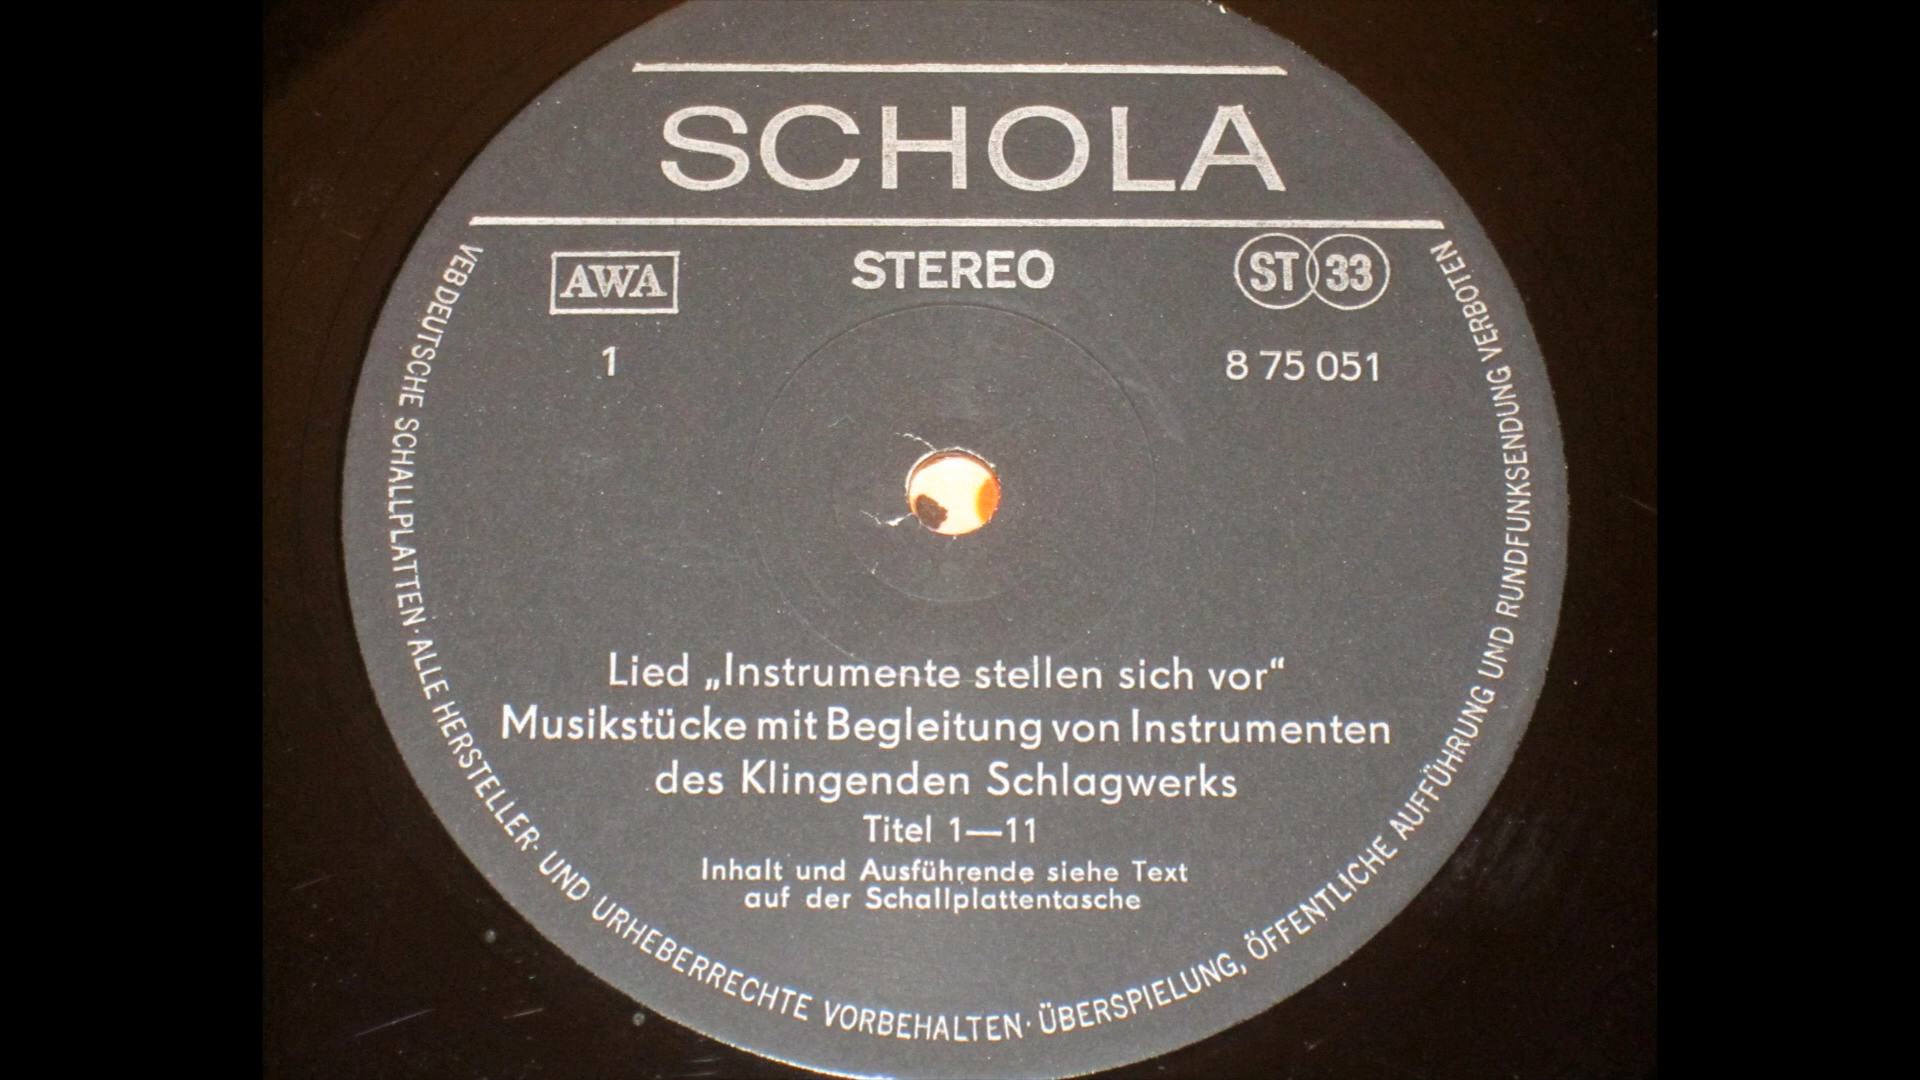 SCHOLA
AWA
STEREO
ST 33
1
8 75 051
Lied „Instrumente stellen sich vor“
Musikstücke mit Begleitung von Instrumenten
des Klingenden Schlagwerks
Titel 1—11
Inhalt und Ausführende siehe Text
auf der Schallplattentasche
VEB DEUTSCHE SCHALLPLATTEN · ALLE HERSTELLER- UND URHEBERRECHTE VORBEHALTEN · ÜBERSPIELUNG, ÖFFENTLICHE AUFFÜHRUNG UND RUNDFUNKSENDUNG VERBOTEN